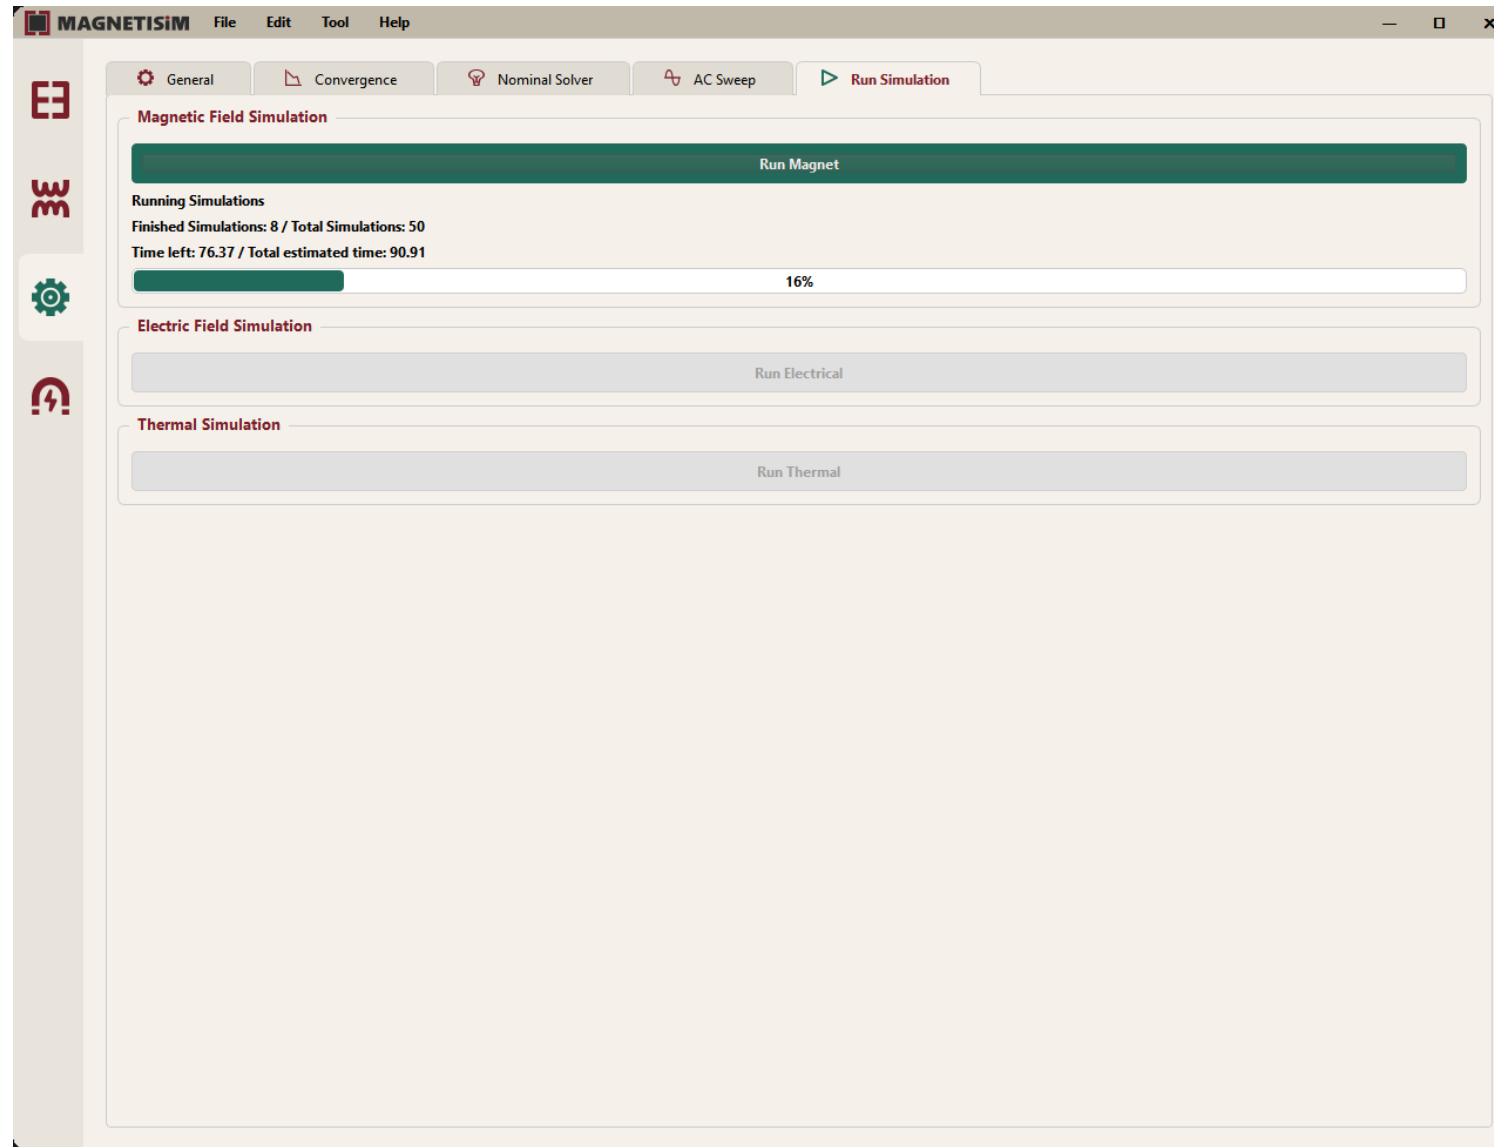 MAGNETISiM File Edit Tool Help
General Convergence Nominal Solver AC Sweep Run Simulation
Magnetic Field Simulation
Run Magnet
Running Simulations
Finished Simulations: 8 / Total Simulations: 50
Time left: 76.37 / Total estimated time: 90.91
16%
Electric Field Simulation
Run Electrical
Thermal Simulation
Run Thermal